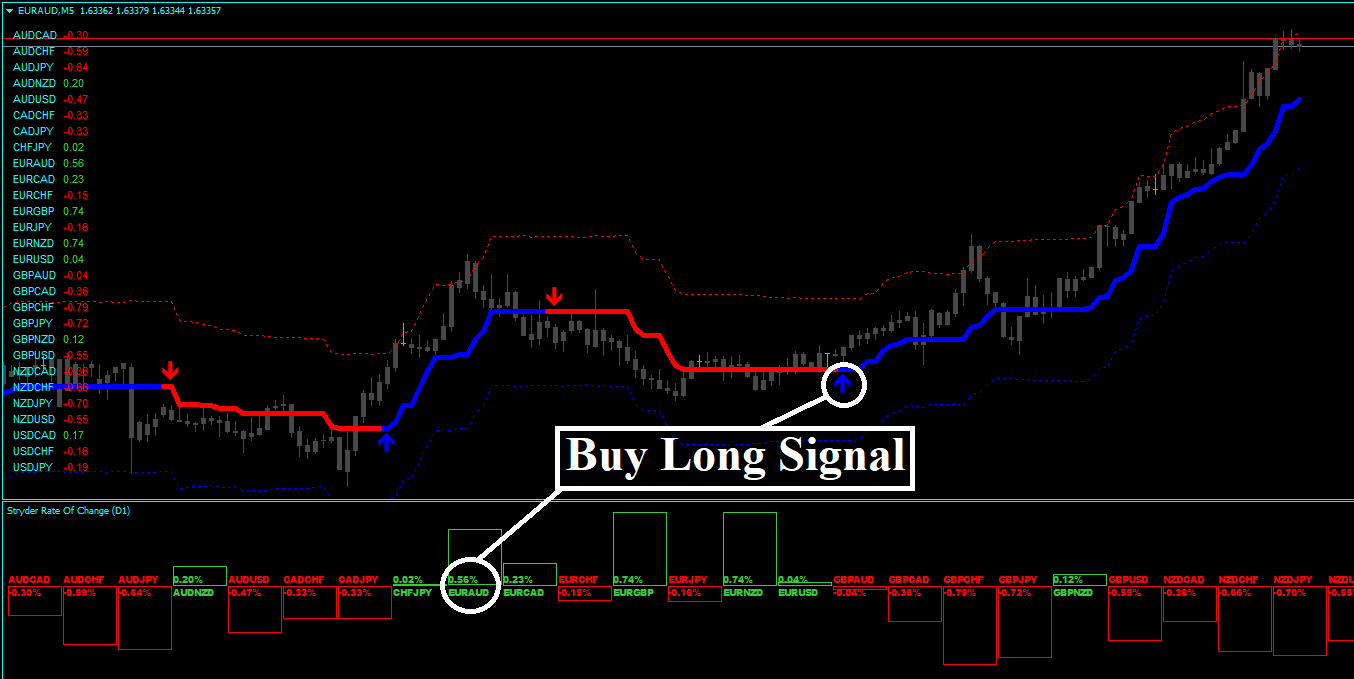 EURAUD,M5 1.63362 1.63379 1.63344 1.63357
AUDCAD -0.30
AUDCHF -0.59
AUDJPY -0.64
AUDNZD 0.20
AUDUSD -0.47
CADCHF -0.33
CADJPY -0.33
CHFJPY 0.02
EURAUD 0.56
EURCAD 0.23
EURCHF -0.15
EURGBP 0.74
EURJPY -0.16
EURNZD 0.74
EURUSD 0.04
GBPAUD -0.04
GBPCAD -0.36
GBPCHF -0.79
GBPJPY -0.72
GBPNZD 0.12
GBPUSD -0.55
NZDCAD -0.36
NZDCHF -0.66
NZDJPY -0.70
NZDUSD -0.55
USDCAD 0.17
USDCHF -0.16
USDJPY -0.19
Buy Long Signal
Stryder Rate Of Change (D1)
AUDCAD AUDCHF AUDJPY 0.20% AUDUSD CADCHF CADJPY 0.02% 0.56% 0.23% EURCHF 0.74% EURJPY 0.74% 0.04% GBPAUD GBPCAD GBPCHF GBPJPY 0.12% GBPUSD NZDCAD NZDCHF NZDJPY NZDU
-0.30% -0.59% -0.64% AUDNZD -0.47% -0.33% -0.33% CHFJPY EURAUD EURCAD -0.15% EURGBP -0.16% EURNZD EURUSD -0.04% -0.36% -0.79% -0.72% GBPNZD -0.55% -0.36% -0.66% -0.70% -0.55